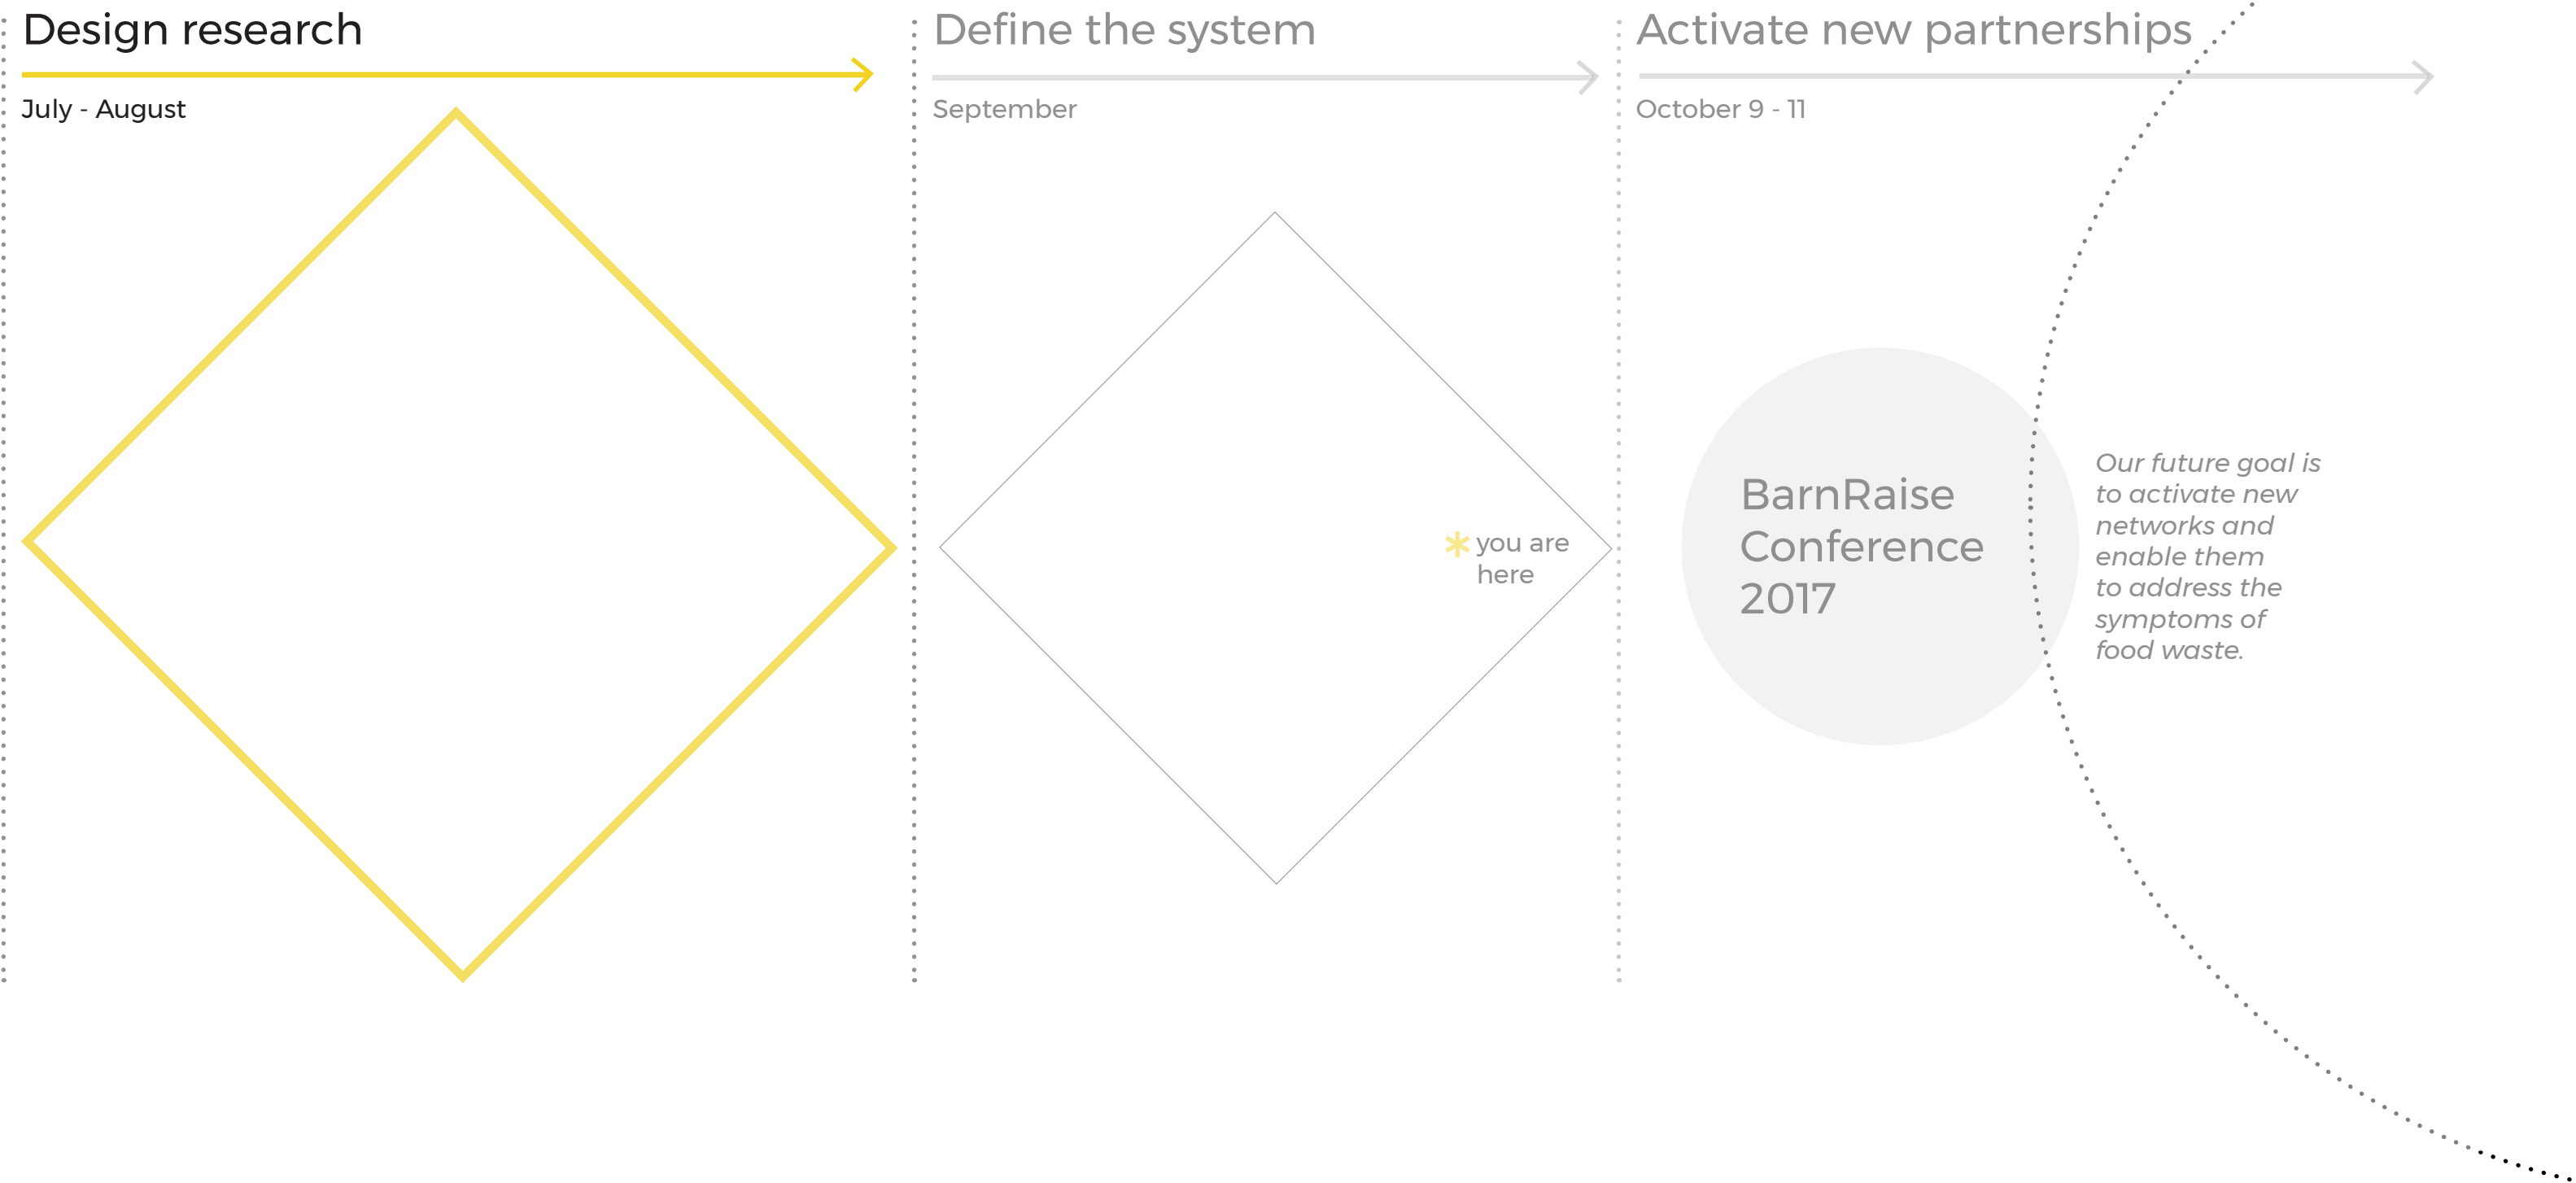 Design research
July - August
Define the system
September
* you are
here
Activate new partnerships
October 9 - 11
BarnRaise
Conference
2017
Our future goal is
to activate new
networks and
enable them
to address the
symptoms of
food waste.